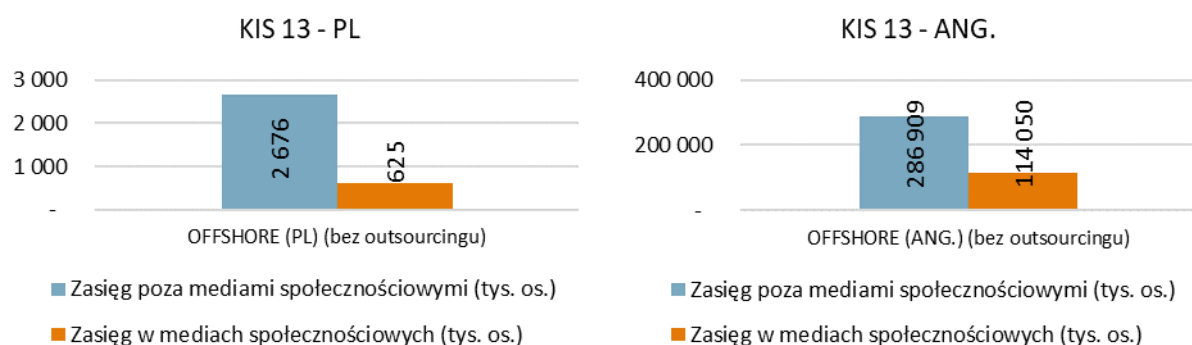 KIS 13 - PL
3 000
2 000
1 000
-
2 676
625
OFFSHORE (PL) (bez outsourcingu)
Zasięg poza mediami społecznościowymi (tys. os.)
Zasięg w mediach społecznościowych (tys. os.)
KIS 13 - ANG.
400 000
200 000
-
286 909
114 050
OFFSHORE (ANG.) (bez outsourcingu)
Zasięg poza mediami społecznościowymi (tys. os.)
Zasięg w mediach społecznościowych (tys. os.)